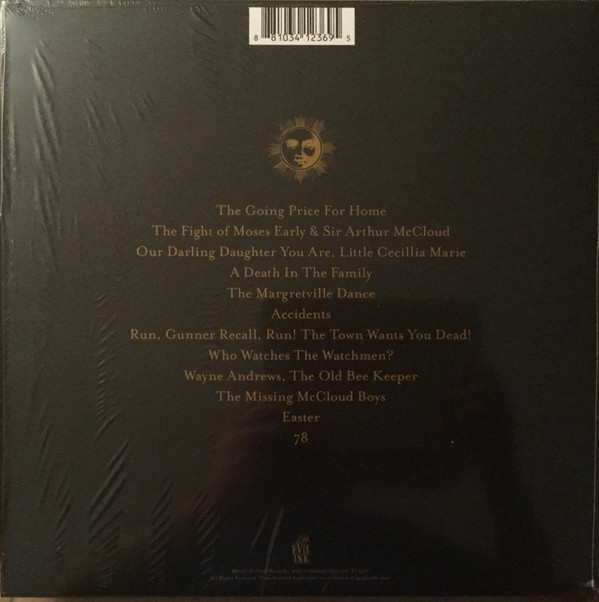 8 81034 12369 5
The Going Price For Home
The Fight of Moses Early & Sir Arthur McCloud
Our Darling Daughter You Are, Little Cecillia Marie
A Death In The Family
The Margretville Dance
Accidents
Run, Gunner Recall, Run! The Town Wants You Dead!
Who Watches The Watchmen?
Wayne Andrews, The Old Bee Keeper
The Missing McCloud Boys
Easter
78
EVIL
INK